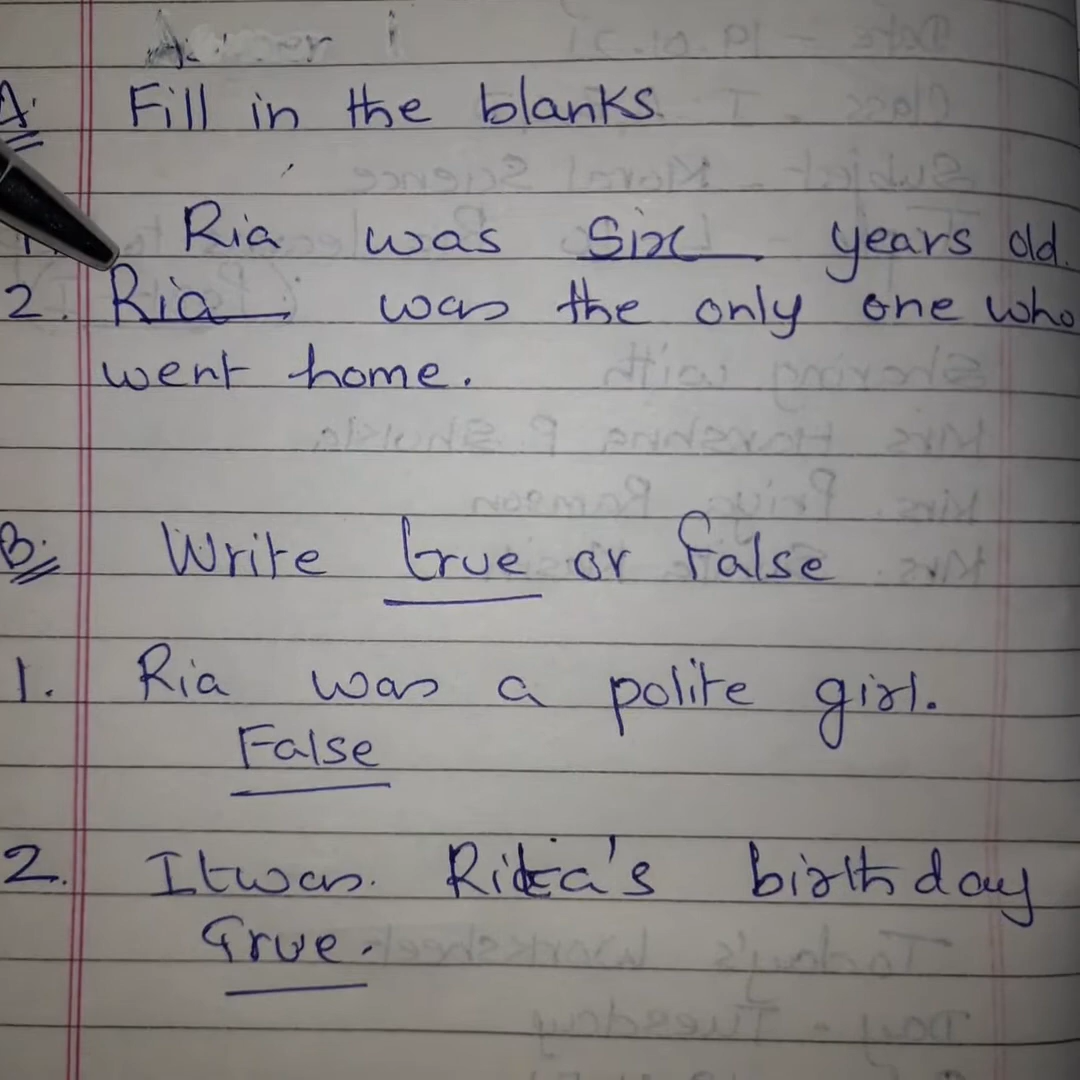 A. Fill in the blanks
1. Ria was Six years old.
2. Ria was the only one who
went home.
B. Write true or False
1. Ria was a polite girl.
False
2. It was Rita's birthday
True.